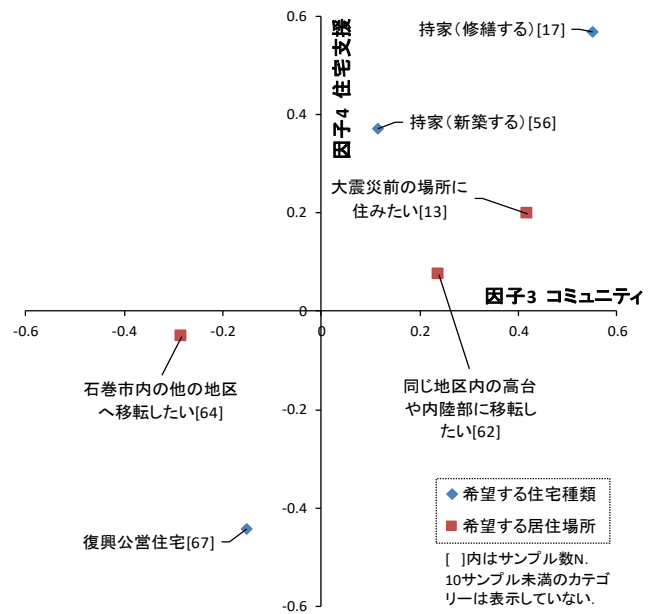 0.6
持家(修繕する)[17]
因子4 住宅支援
0.4
持家(新築する)[56]
大震災前の場所に
住みたい[13]
0.2
因子3 コミュニティ
0
-0.6
-0.4
-0.2
0
0.2
0.4
0.6
石巻市内の他の地区
へ移転したい[64]
同じ地区内の高台
や内陸部に移転し
たい[62]
-0.2
-0.4
復興公営住宅[67]
希望する住宅種類
希望する居住場所
[ ]内はサンプル数N.
10サンプル未満のカテゴ
リーは表示していない.
-0.6